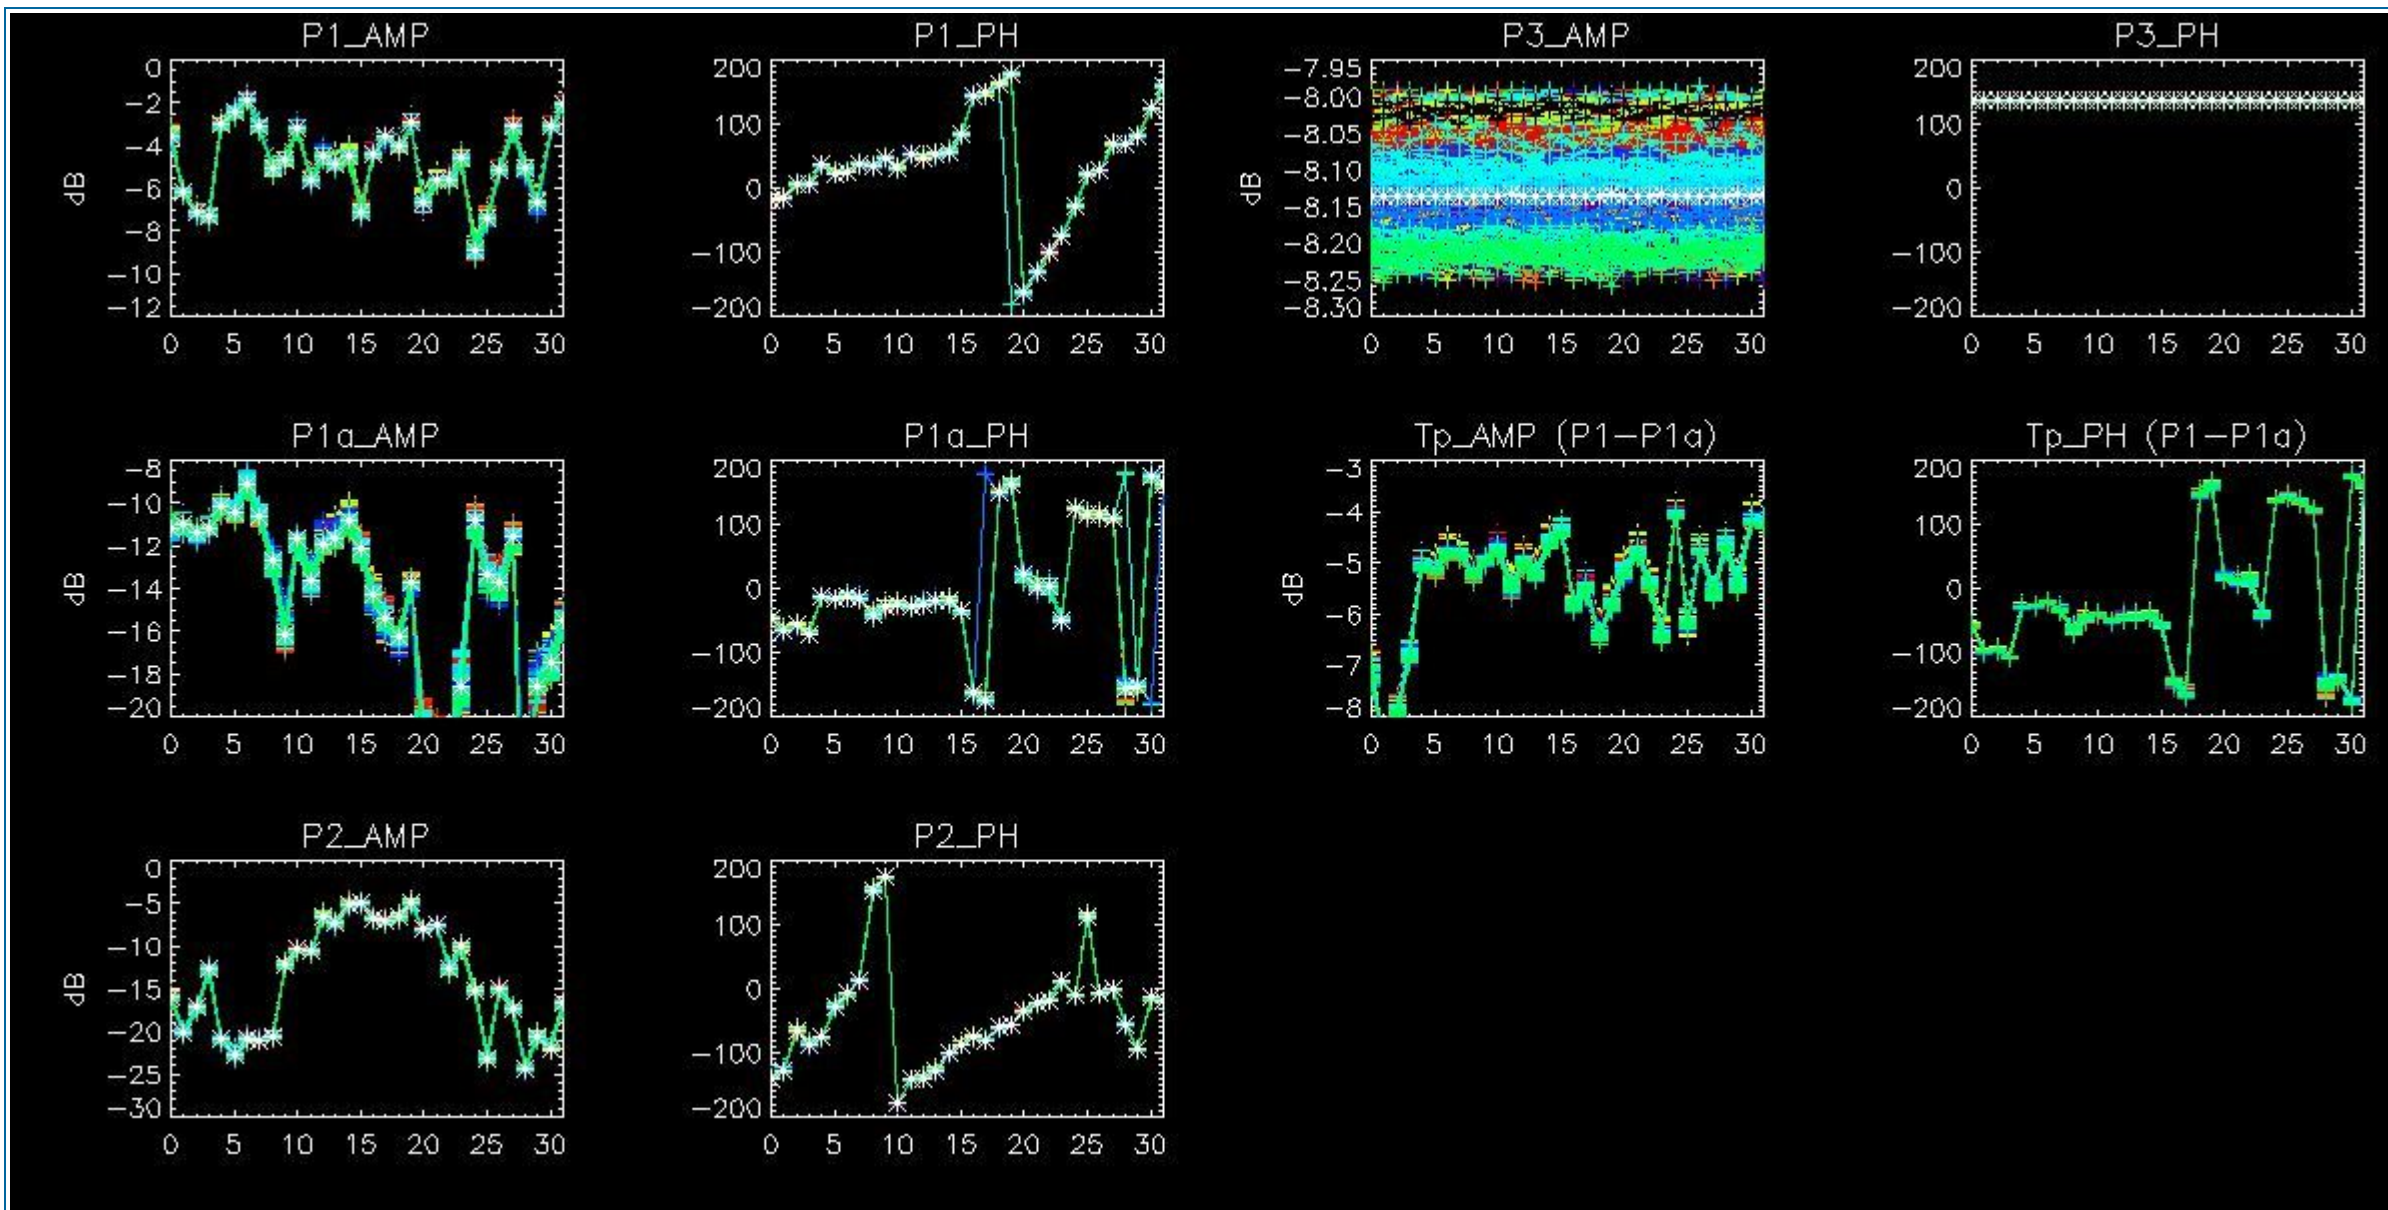 P1_AMP P1_PH P3_AMP P3_PH
dB 0 -2 -4 -6 -8 -10 -12
200 100 0 -100 -200
dB -7.95 -8.00 -8.05 -8.10 -8.15 -8.20 -8.25 -8.30
200 100 0 -100 -200
0 5 10 15 20 25 30 0 5 10 15 20 25 30 0 5 10 15 20 25 30 0 5 10 15 20 25 30
P1a_AMP P1a_PH Tp_AMP (P1-P1a) Tp_PH (P1-P1a)
dB -8 -10 -12 -14 -16 -18 -20
200 100 0 -100 -200
dB -3 -4 -5 -6 -7 -8
200 100 0 -100 -200
0 5 10 15 20 25 30 0 5 10 15 20 25 30 0 5 10 15 20 25 30 0 5 10 15 20 25 30
P2_AMP P2_PH
dB 0 -5 -10 -15 -20 -25 -30
200 100 0 -100 -200
0 5 10 15 20 25 30 0 5 10 15 20 25 30